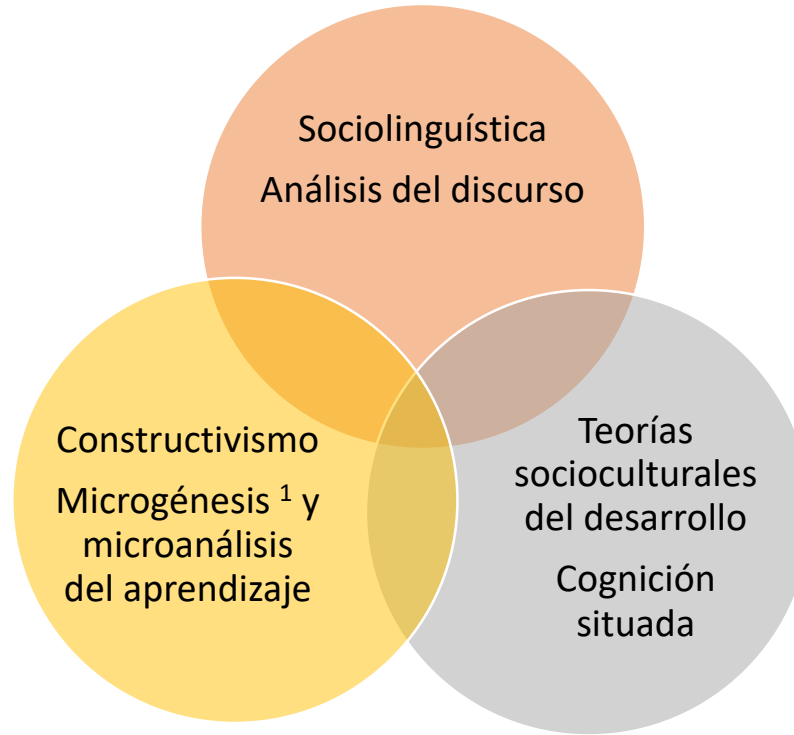 Sociolinguística
Análisis del discurso
Constructivismo
Microgénesis ¹ y
microanálisis
del aprendizaje
Teorías
socioculturales
del desarrollo
Cognición
situada